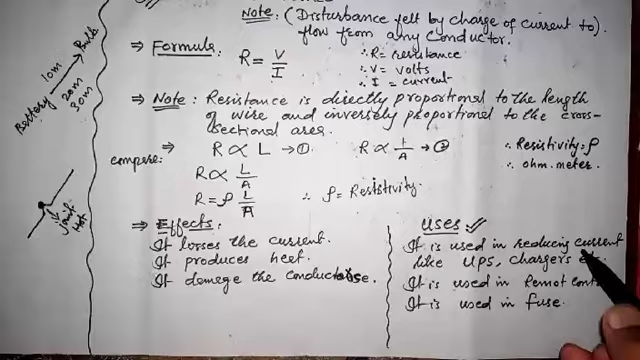 Note: (Disturbance felt by charge of current to)
flow from any Conductor.
⇒ Formula: R = V/I
∴ R = resistance
∴ V = volts
∴ I = current
Battery 10m Bulb
20m
30m
⇒ Note: Resistance is directly proportional to the length
of wire and inversely proportional to the cross-
sectional area.
⇒ R ∝ L → ① R ∝ 1/A → ②
∴ Resistivity: ρ
∴ ohm.meter.
compare
R ∝ L/A
R = ρ L/A ∴ ρ = Resistivity.
Hot
⇒ Effects:
It losses the current.
It produces heet.
It demege the conductor
Uses
It is used in reducing current
like UPS, chargers
It is used in Remot
It is used in fuse.